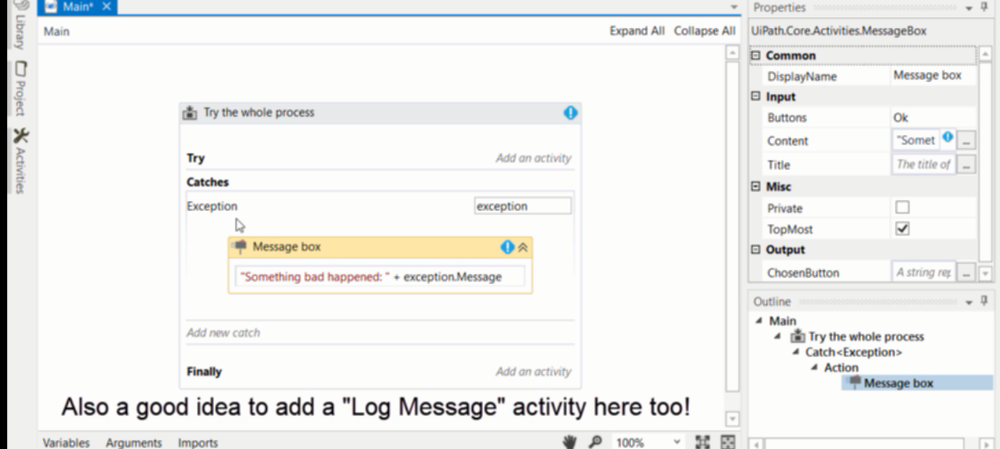 Main*
Library
Project
Activities
Main
Expand All Collapse All
Try the whole process
Try
Add an activity
Catches
Exception
exception
Message box
"Something bad happened: " + exception.Message
Add new catch
Finally
Add an activity
Also a good idea to add a "Log Message" activity here too!
Variables Arguments Imports
100%
Properties
UiPath.Core.Activities.MessageBox
Common
DisplayName Message box
Input
Buttons Ok
Content "Somet ...
Title The title of ...
Misc
Private
TopMost
Output
ChosenButton A string rep ...
Outline
Main
Try the whole process
Catch<Exception>
Action
Message box